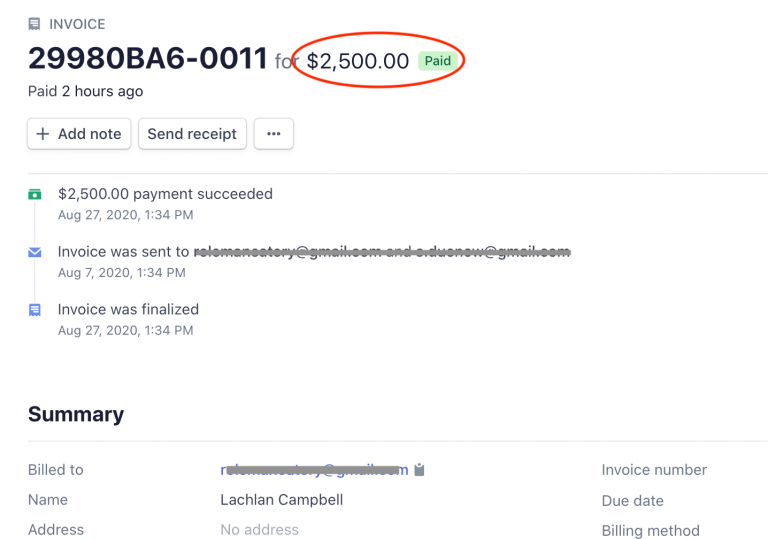 INVOICE
29980BA6-0011 for $2,500.00 Paid
Paid 2 hours ago
+ Add note Send receipt ...
$2,500.00 payment succeeded
Aug 27, 2020, 1:34 PM
Invoice was sent to
Aug 7, 2020, 1:34 PM
Invoice was finalized
Aug 27, 2020, 1:34 PM
Summary
Billed to Invoice number
Name Lachlan Campbell Due date
Address No address Billing method